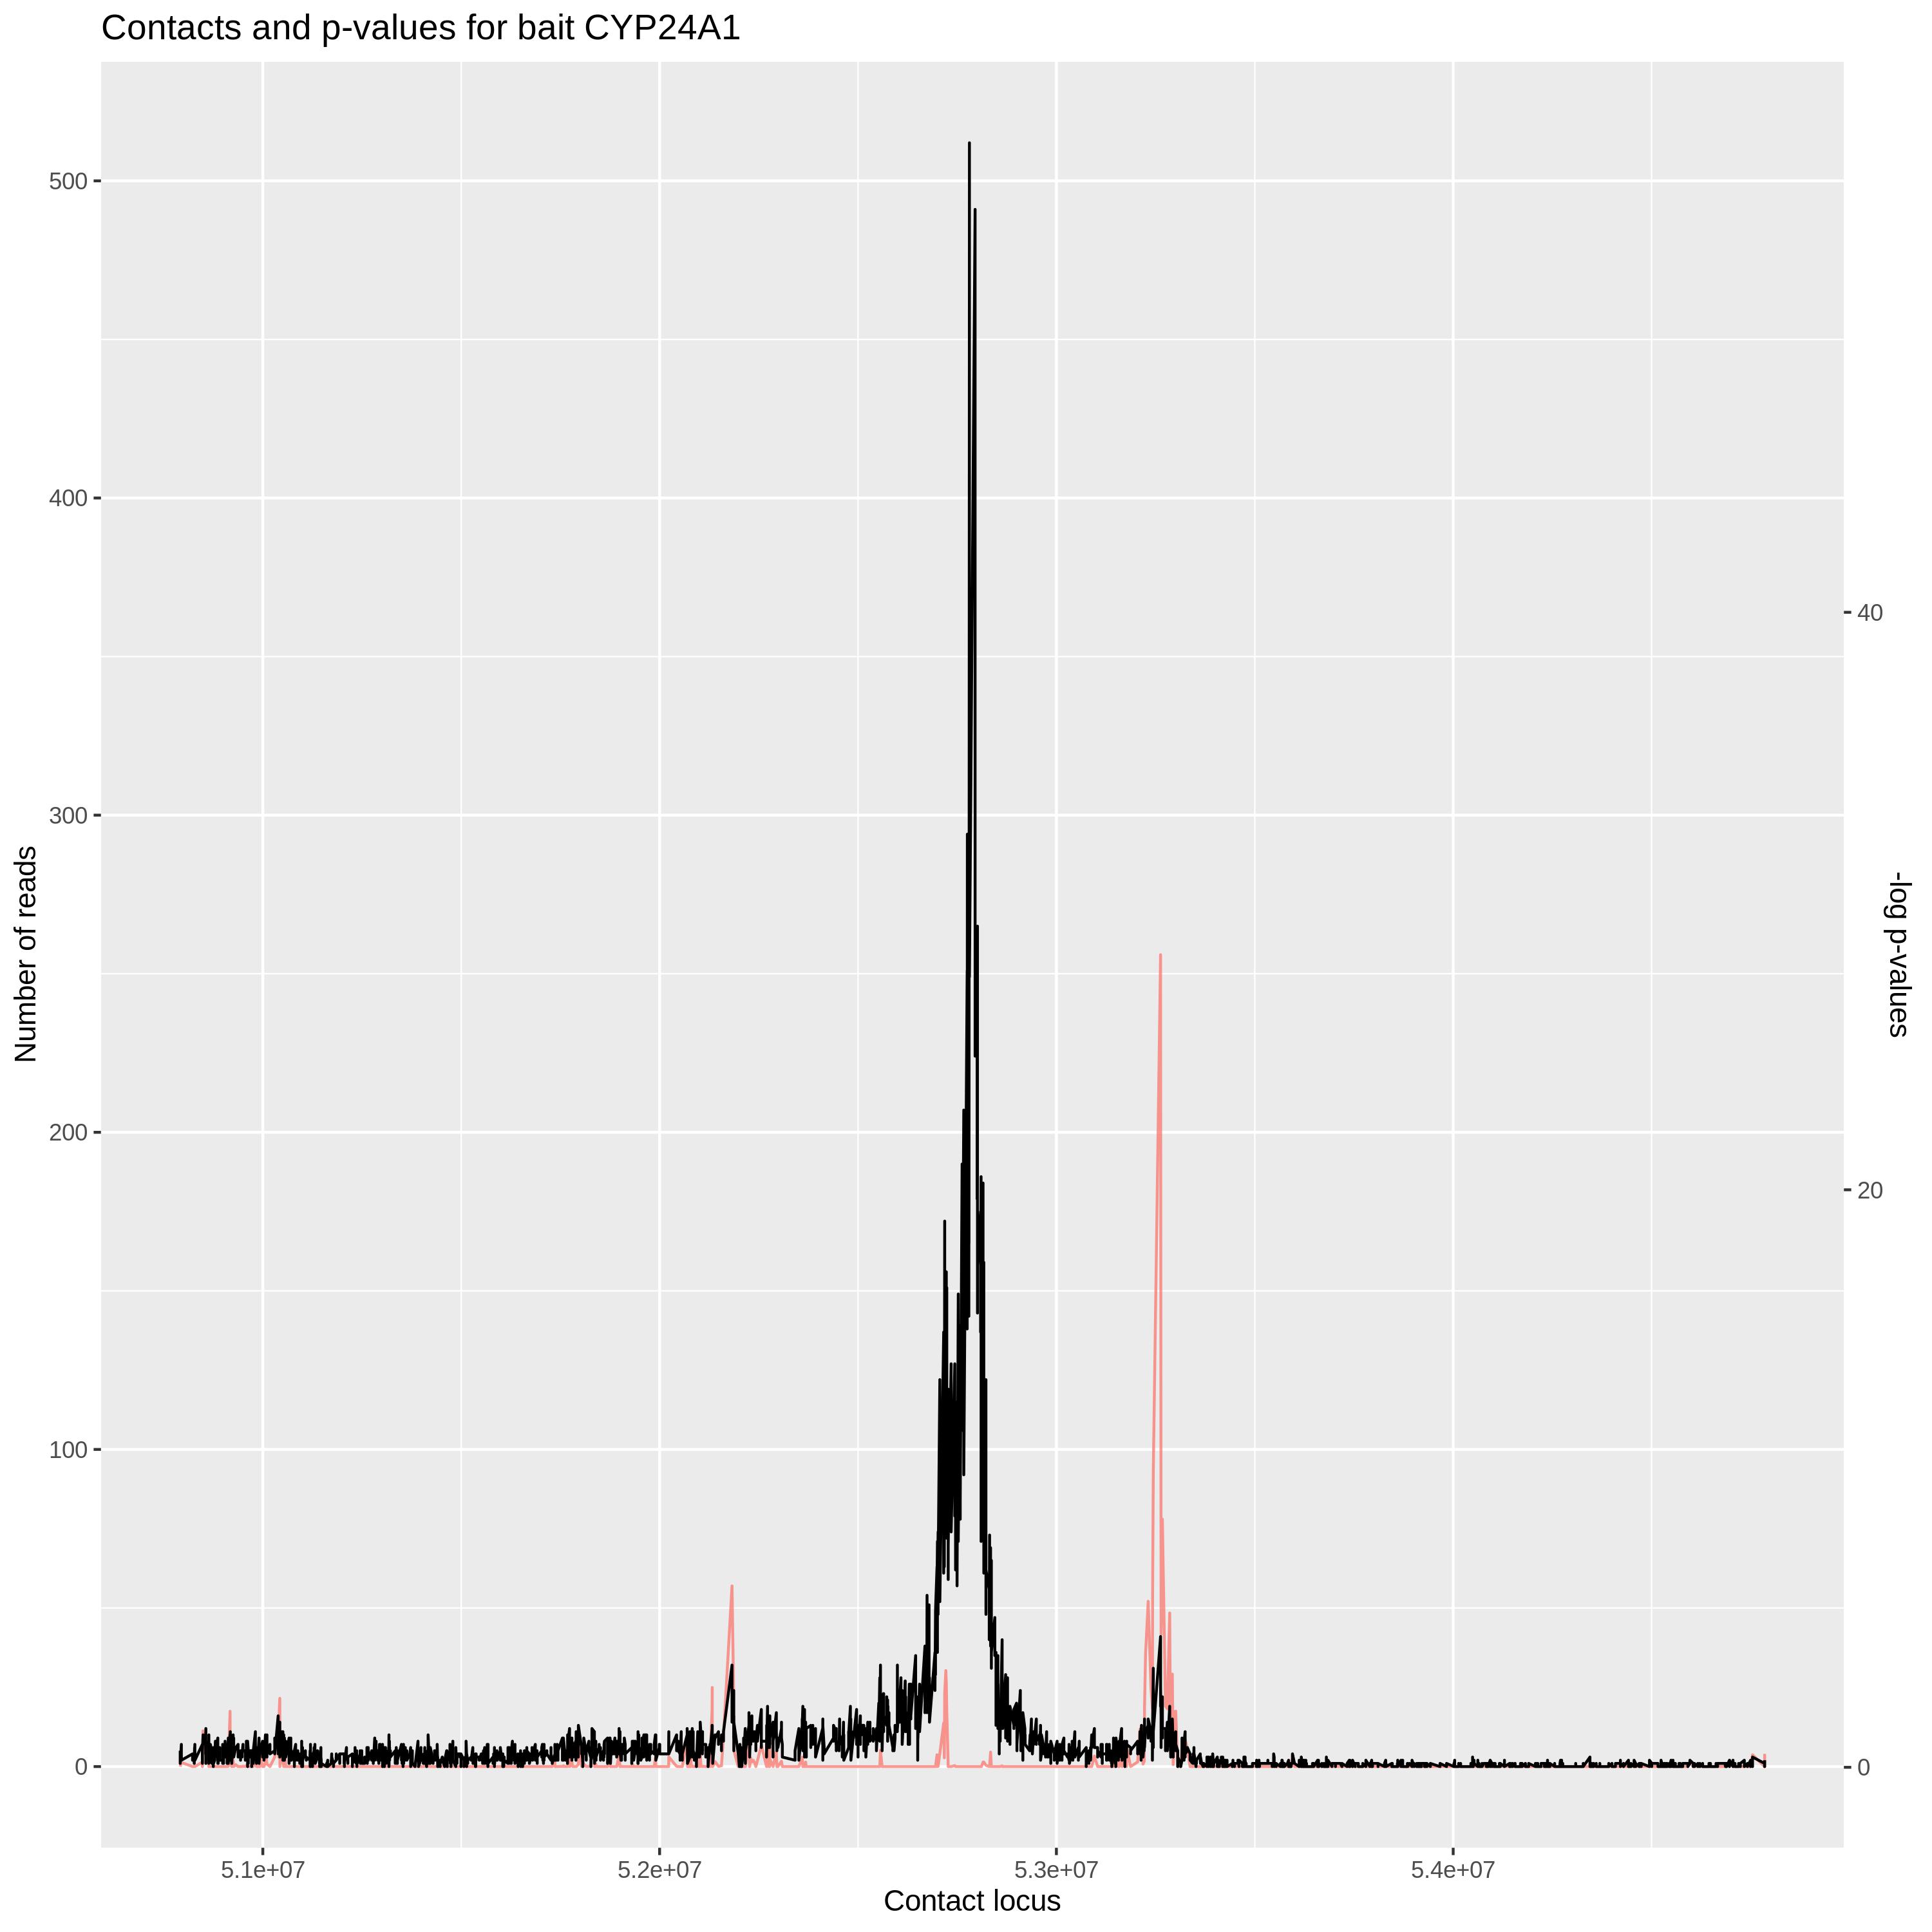 Contacts and p-values for bait CYP24A1
500
400
300
200
100
0
Number of reads
40
20
0
-log p-values
5.1e+07
5.2e+07
5.3e+07
5.4e+07
Contact locus